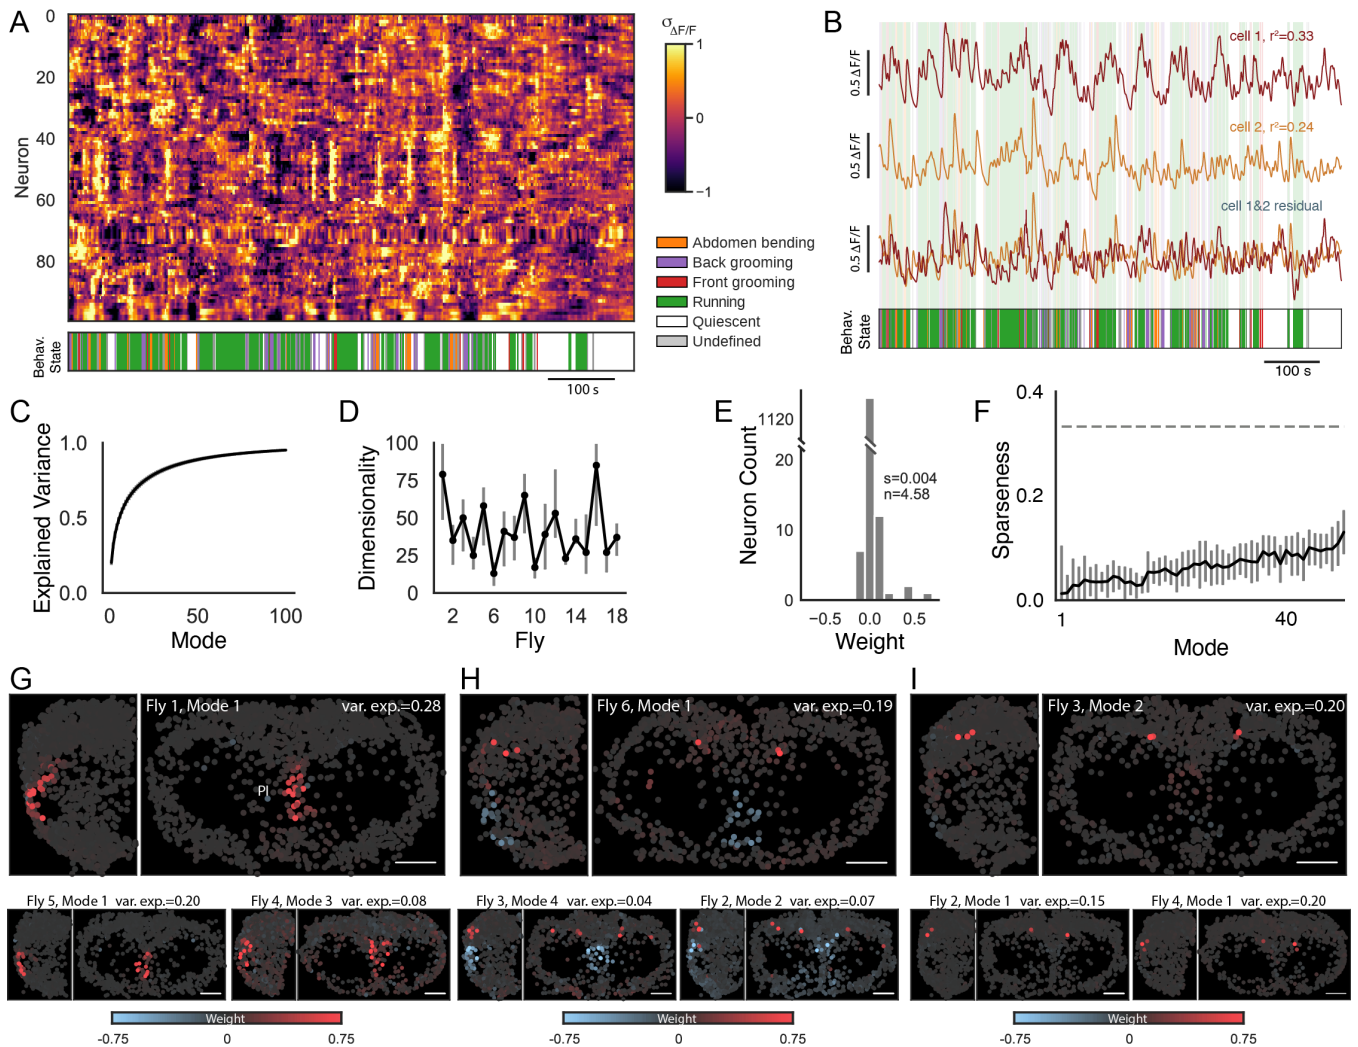 A
0
20
40
60
80
Neuron
σΔF/F
1
0
−1
Behav.
State
100 s
Abdomen bending
Back grooming
Front grooming
Running
Quiescent
Undefined
B
cell 1, r²=0.33
0.5 ΔF/F
cell 2, r²=0.24
0.5 ΔF/F
cell 1&2 residual
0.5 ΔF/F
Behav.
State
100 s
C
1.0
0.5
0.0
Explained Variance
0 50 100
Mode
D
100
75
50
25
0
Dimensionality
2 6 10 14 18
Fly
E
1120
20
10
0
Neuron Count
s=0.004
n=4.58
−0.5 0.0 0.5
Weight
F
0.4
0.2
0.0
Sparseness
1 40
Mode
G
Fly 1, Mode 1 var. exp.=0.28
PI
H
Fly 6, Mode 1 var. exp.=0.19
I
Fly 3, Mode 2 var. exp.=0.20
Fly 5, Mode 1 var. exp.=0.20
Fly 4, Mode 3 var. exp.=0.08
Fly 3, Mode 4 var. exp.=0.04
Fly 2, Mode 2 var. exp.=0.07
Fly 2, Mode 1 var. exp.=0.15
Fly 4, Mode 1 var. exp.=0.20
Weight
-0.75 0 0.75
Weight
-0.75 0 0.75
Weight
-0.75 0 0.75